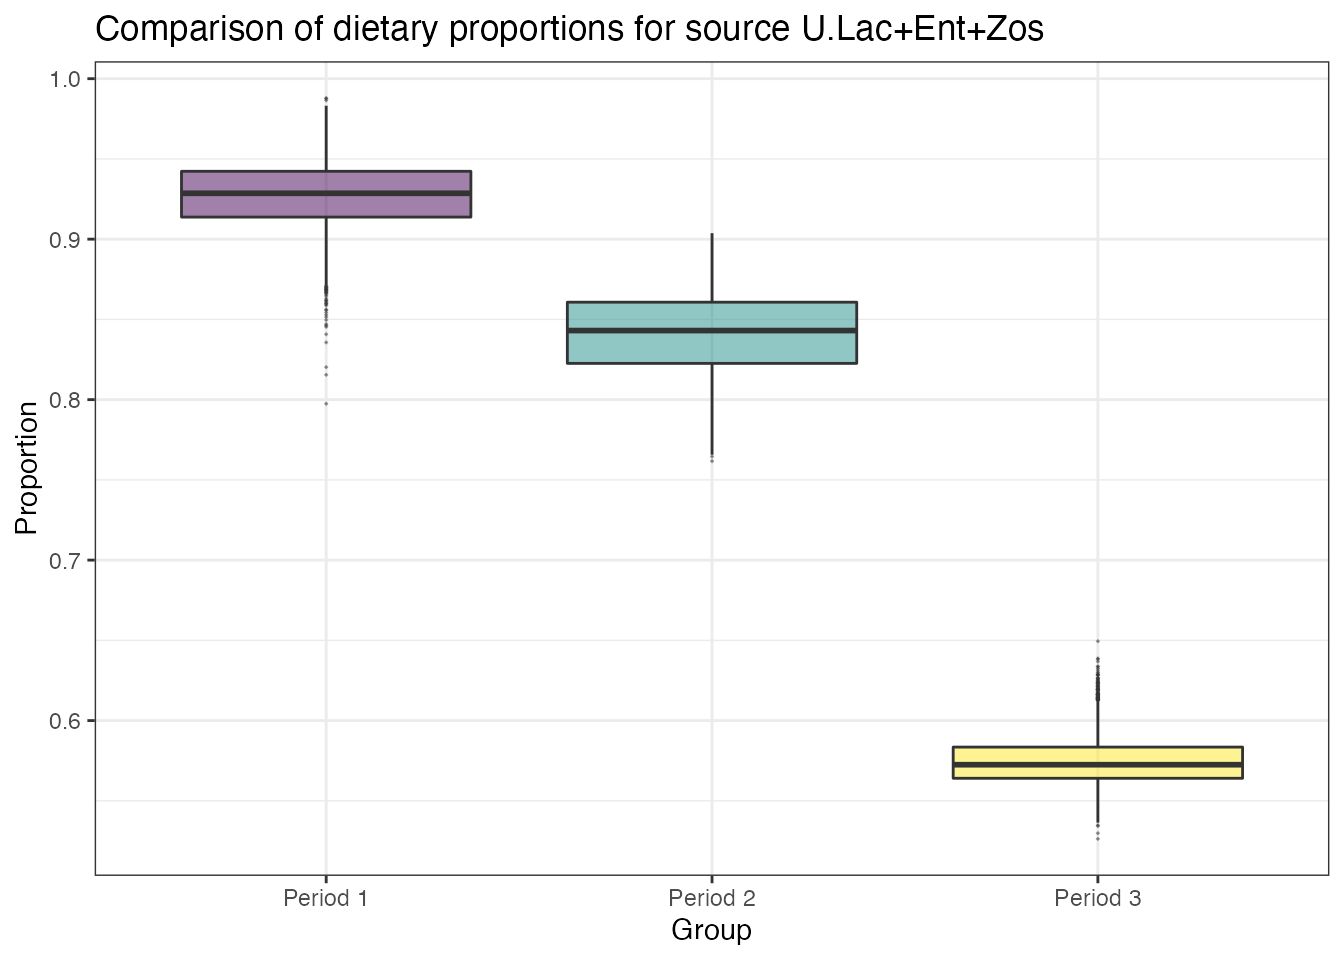 Comparison of dietary proportions for source U.Lac+Ent+Zos
1.0
0.9
0.8
0.7
0.6
Proportion
Period 1
Period 2
Period 3
Group